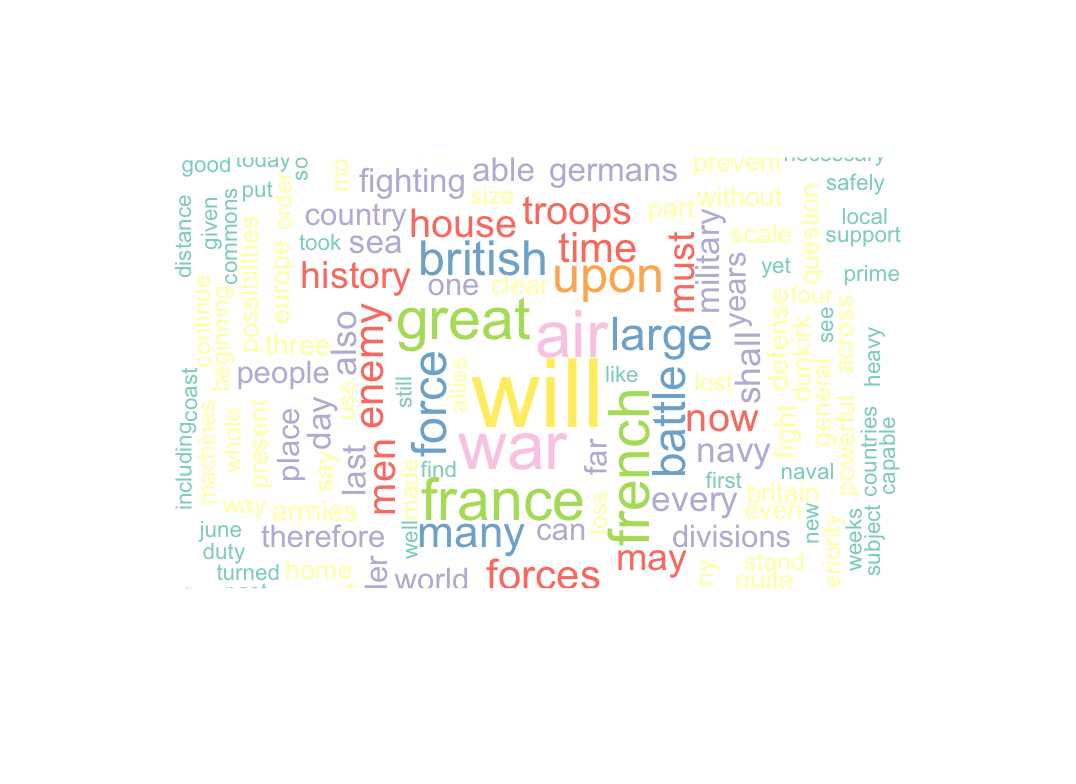 good
today
so
mo
fighting
able
germans
prevent
necessary
safely
put
order
size
without
question
distance
given
commons
possibilities
country
house
troops
part
local
support
took
sea
british
time
must
military
scale
europe
history
one
clear
upon
years
yet
prime
continue
beginning
three
also
enemy
great
air
large
defense
four
see
across
heavy
people
force
allies
will
like
battle
shall
lost
dunkirk
general
coast
including
machines
whole
present
place
day
say
use
last
men
still
find
war
far
french
now
navy
fight
powerful
countries
capable
first
naval
way
armies
made
france
loss
every
britain
even
new
june
duty
turned
therefore
well
many
can
divisions
weeks
subject
home
world
forces
may
stand
quite
ny
eriority